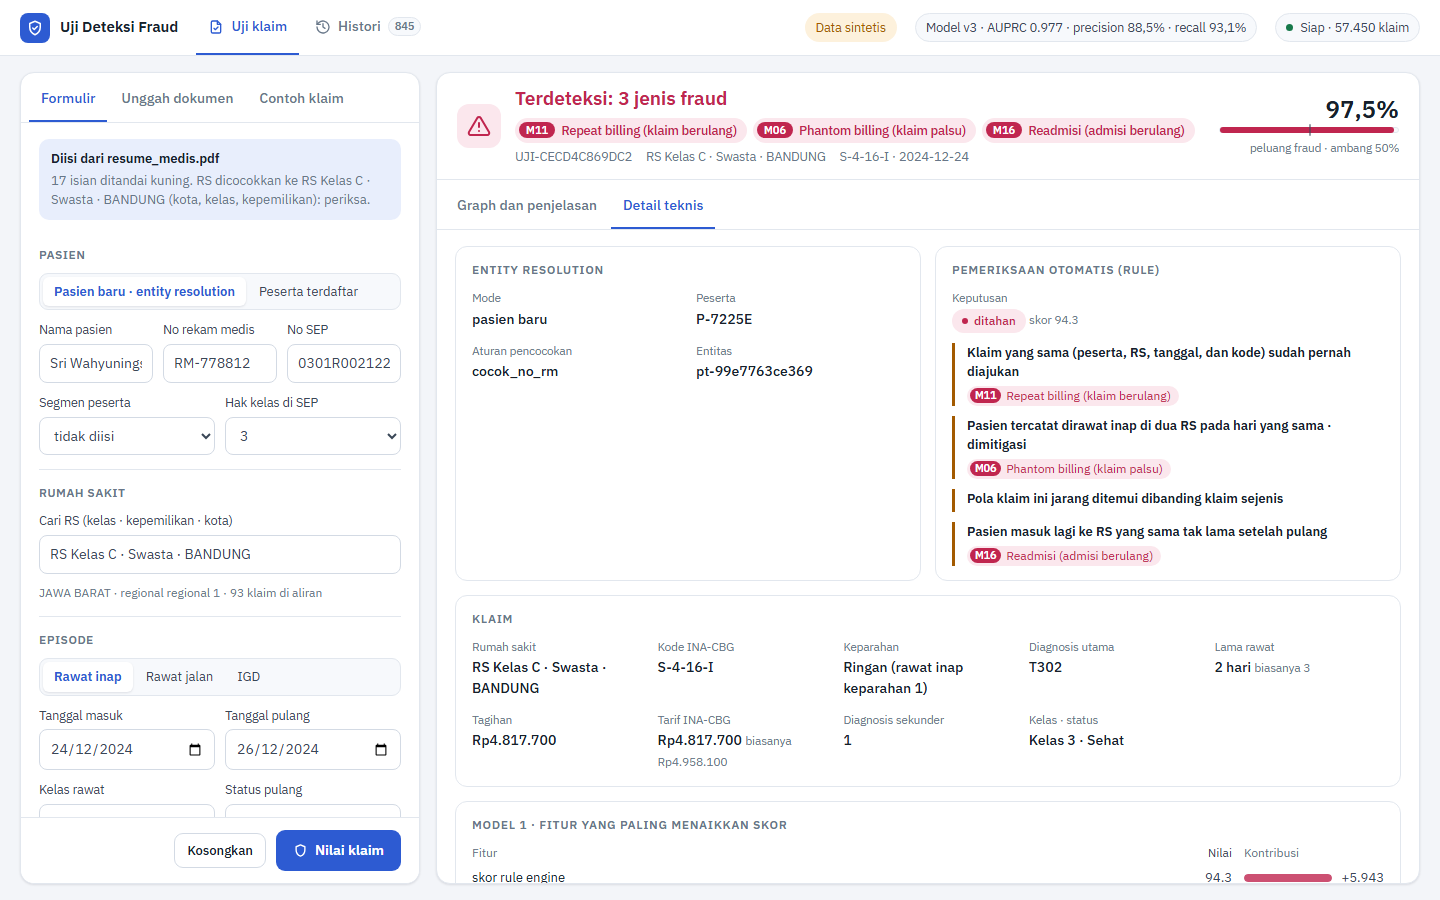 Uji Deteksi Fraud
Uji klaim
Histori 845
Data sintetis
Model v3 · AUPRC 0.977 · precision 88,5% · recall 93,1%
Siap · 57.450 klaim
Formulir
Unggah dokumen
Contoh klaim
Diisi dari resume_medis.pdf
17 isian ditandai kuning. RS dicocokkan ke RS Kelas C ·
Swasta · BANDUNG (kota, kelas, kepemilikan): periksa.
PASIEN
Pasien baru · entity resolution
Peserta terdaftar
Nama pasien
No rekam medis
No SEP
Sri Wahyunings
RM-778812
0301R002122
Segmen peserta
Hak kelas di SEP
tidak diisi
3
RUMAH SAKIT
Cari RS (kelas · kepemilikan · kota)
RS Kelas C · Swasta · BANDUNG
JAWA BARAT · regional regional 1 · 93 klaim di aliran
EPISODE
Rawat inap
Rawat jalan
IGD
Tanggal masuk
Tanggal pulang
24/12/2024
26/12/2024
Kelas rawat
Status pulang
Kosongkan
Nilai klaim
Terdeteksi: 3 jenis fraud
M11 Repeat billing (klaim berulang)
M06 Phantom billing (klaim palsu)
M16 Readmisi (admisi berulang)
UJI-CECD4C869DC2 RS Kelas C · Swasta · BANDUNG S-4-16-I · 2024-12-24
97,5%
peluang fraud · ambang 50%
Graph dan penjelasan
Detail teknis
ENTITY RESOLUTION
Mode
Peserta
pasien baru
P-7225E
Aturan pencocokan
Entitas
cocok_no_rm
pt-99e7763ce369
PEMERIKSAAN OTOMATIS (RULE)
Keputusan
ditahan skor 94.3
Klaim yang sama (peserta, RS, tanggal, dan kode) sudah pernah
diajukan
M11 Repeat billing (klaim berulang)
Pasien tercatat dirawat inap di dua RS pada hari yang sama ·
dimitigasi
M06 Phantom billing (klaim palsu)
Pola klaim ini jarang ditemui dibanding klaim sejenis
Pasien masuk lagi ke RS yang sama tak lama setelah pulang
M16 Readmisi (admisi berulang)
KLAIM
Rumah sakit
Kode INA-CBG
Keparahan
Diagnosis utama
Lama rawat
RS Kelas C · Swasta ·
BANDUNG
S-4-16-I
Ringan (rawat inap
keparahan 1)
T302
2 hari biasanya 3
Tagihan
Tarif INA-CBG
Diagnosis sekunder
Kelas · status
Rp4.817.700
Rp4.817.700 biasanya
Rp4.958.100
1
Kelas 3 · Sehat
MODEL 1 · FITUR YANG PALING MENAIKKAN SKOR
Fitur
Nilai
Kontribusi
skor rule engine
94.3
+5.943